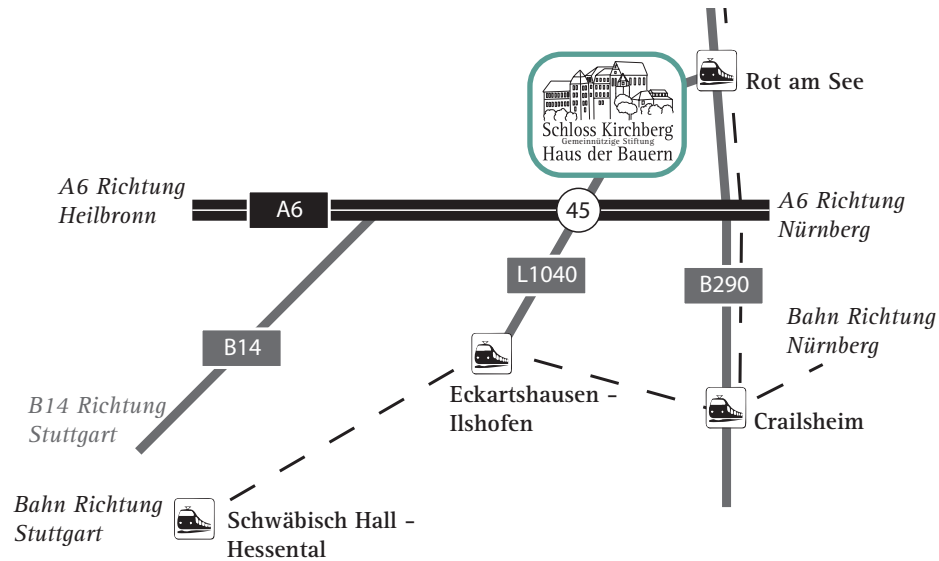 Rot am See
Schloss Kirchberg
Gemeinnützige Stiftung
Haus der Bauern
A6 Richtung
Heilbronn
A6
45
A6 Richtung
Nürnberg
L1040
B290
B14
Bahn Richtung
Nürnberg
Eckartshausen -
Ilshofen
Crailsheim
B14 Richtung
Stuttgart
Bahn Richtung
Stuttgart
Schwäbisch Hall -
Hessental